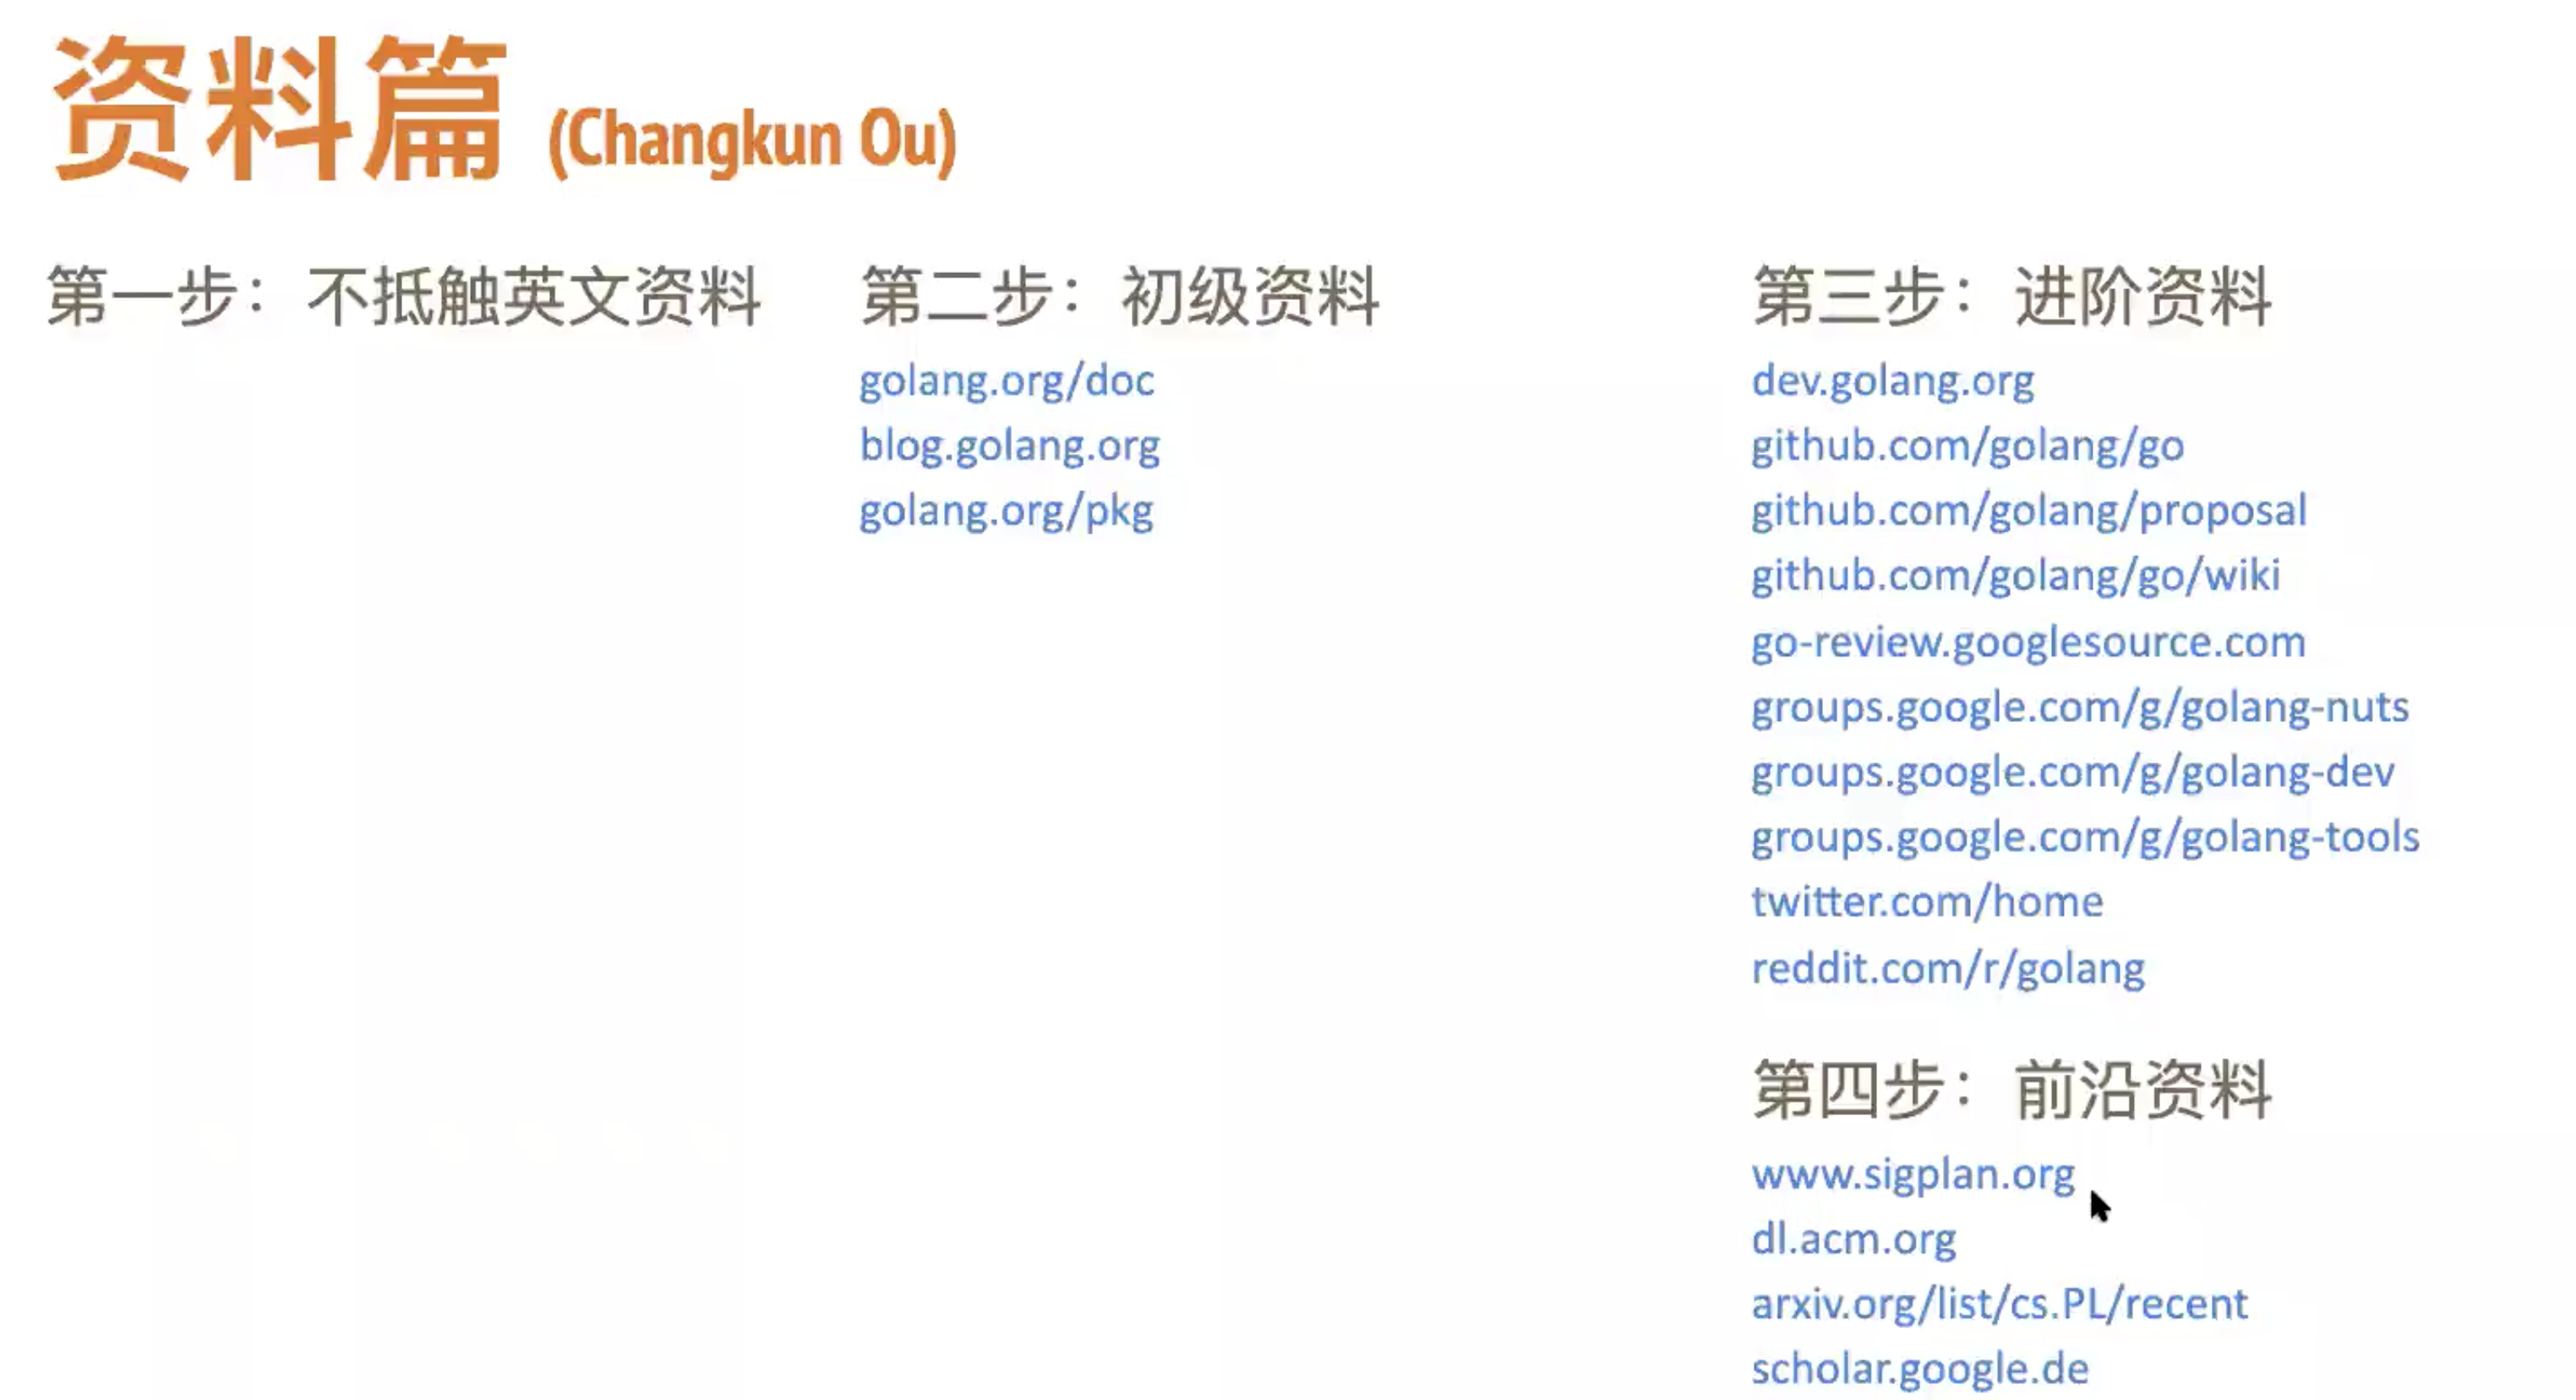 资料篇 (Changkun Ou)
第一步：不抵触英文资料
第二步：初级资料
golang.org/doc
blog.golang.org
golang.org/pkg
第三步：进阶资料
dev.golang.org
github.com/golang/go
github.com/golang/proposal
github.com/golang/go/wiki
go-review.googlesource.com
groups.google.com/g/golang-nuts
groups.google.com/g/golang-dev
groups.google.com/g/golang-tools
twitter.com/home
reddit.com/r/golang
第四步：前沿资料
www.sigplan.org
dl.acm.org
arxiv.org/list/cs.PL/recent
scholar.google.de